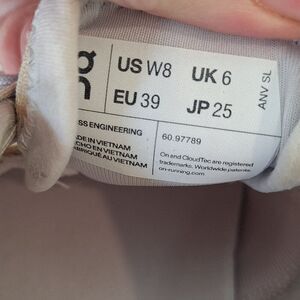 US W8 UK 6
EU 39 JP 25
ANV SL
SS ENGINEERING
60.97789
MADE IN VIETNAM
HECHO EN VIETNAM
FABRIQUÉ AU VIETNAM
On and CloudTec are registered
trademarks. Worldwide patents.
on-running.com